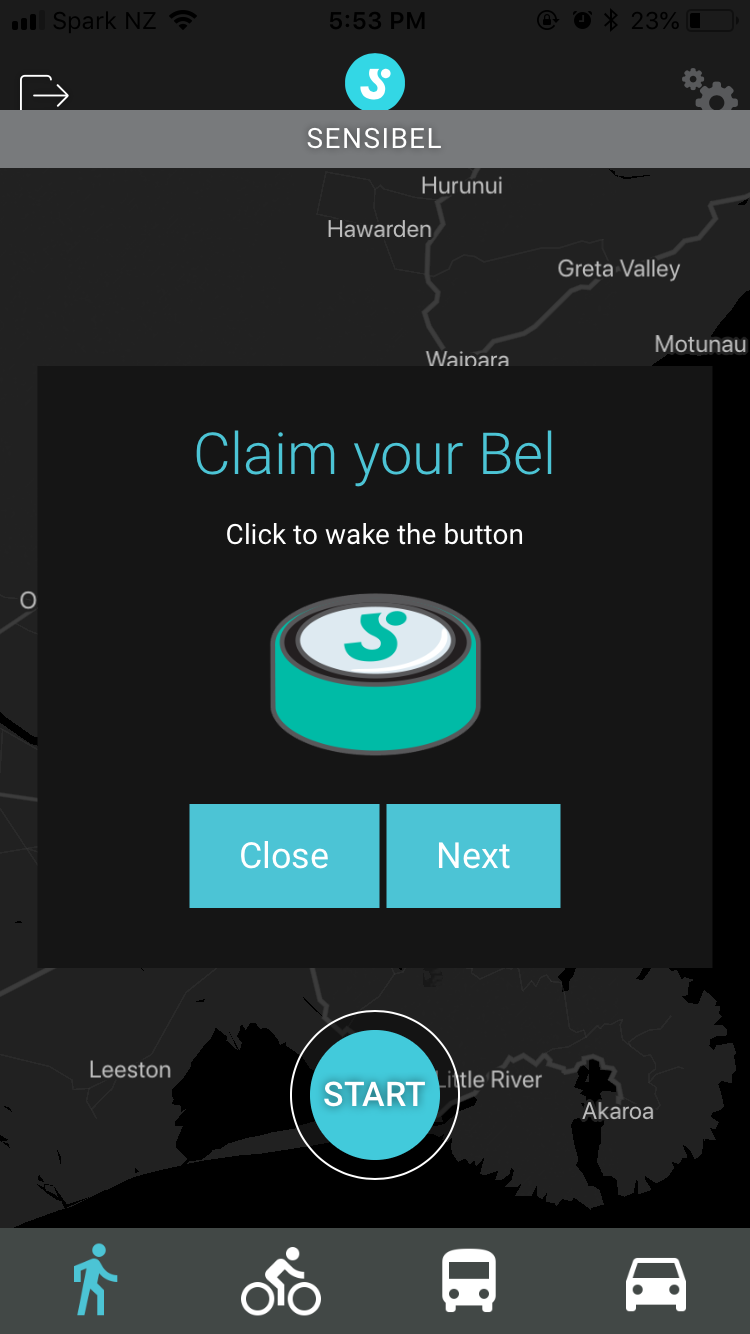 Spark NZ 5:53 PM 23%
SENSIBEL
Hurunui
Hawarden
Greta Valley
Motunau
Waipara
Claim your Bel
Click to wake the button
O
Close Next
Leeston
START
Little River
Akaroa